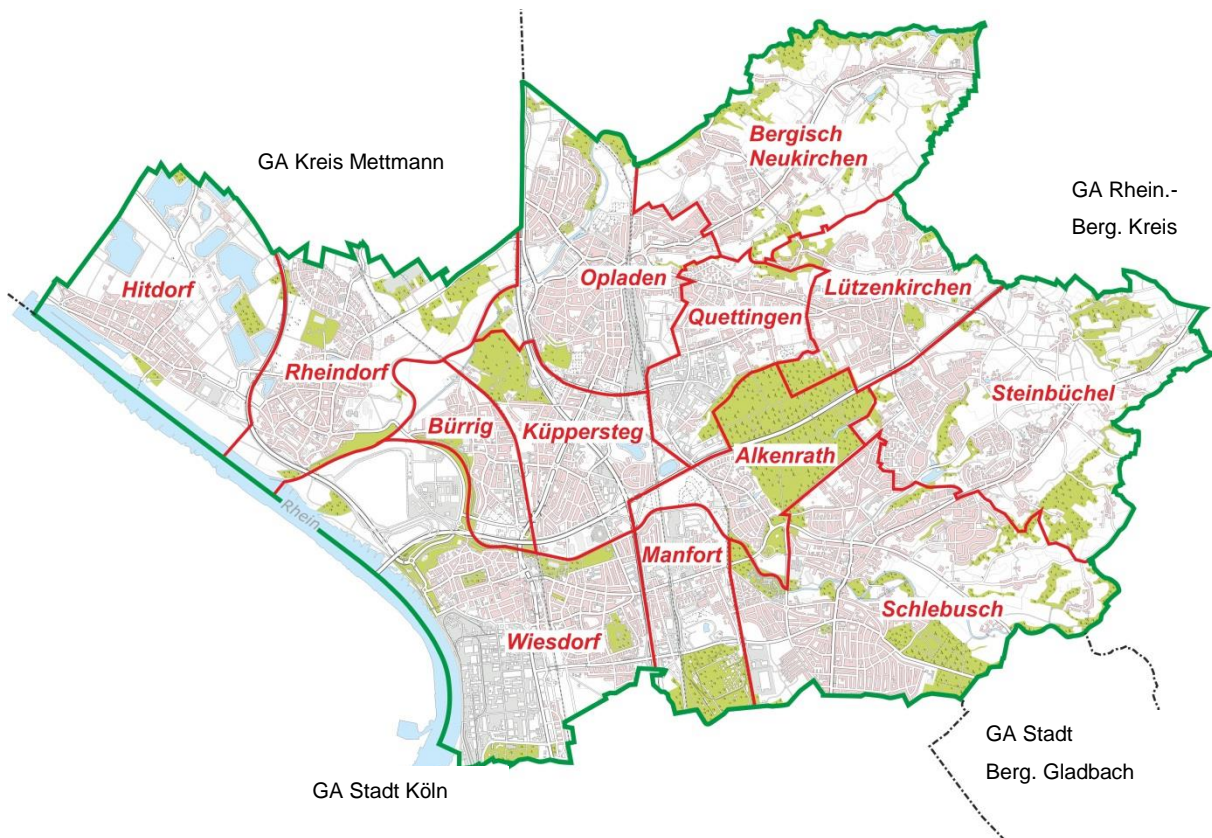 Bergisch
Neukirchen
GA Kreis Mettmann
GA Rhein.-
Berg. Kreis
Hitdorf
Opladen
Lützenkirchen
Quettingen
Rheindorf
Steinbüchel
Bürrig
Küppersteg
Alkenrath
Rhein
Manfort
Schlebusch
Wiesdorf
GA Stadt
Berg. Gladbach
GA Stadt Köln